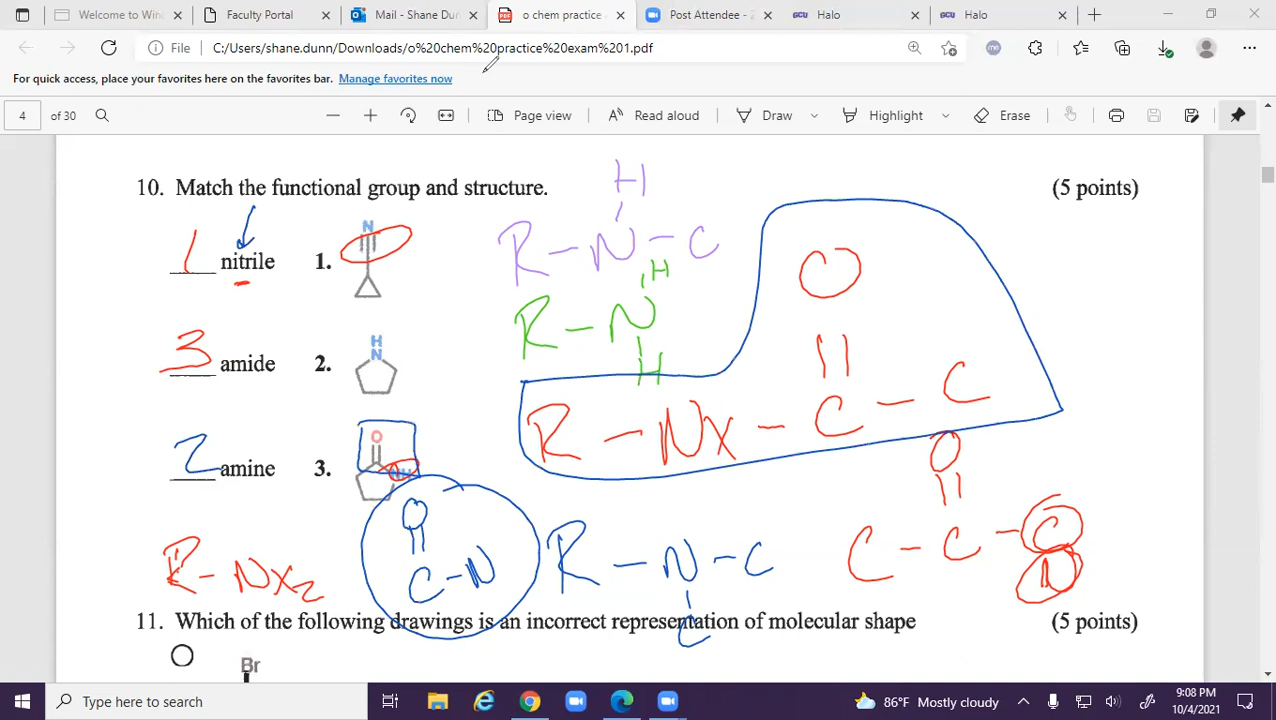 Welcome to Wind
Faculty Portal
Mail - Shane Dun
o chem practice
Post Attendee - Z
Halo
Halo
File C:/Users/shane.dunn/Downloads/o%20chem%20practice%20exam%201.pdf
For quick access, place your favorites here on the favorites bar. Manage favorites now
4 of 30 Page view Read aloud Draw Highlight Erase
10. Match the functional group and structure. (5 points)
H
R-N-C
1 nitrile 1. N
H
R-N
H
O
3 amide 2. H
N
R-Nx-C-C
2 amine 3. O
NH
O
C-N
R-N-C
C
O
C-C-C
N
R-Nx2
11. Which of the following drawings is an incorrect representation of molecular shape (5 points)
Br
Type here to search
86°F Mostly cloudy
9:08 PM
10/4/2021